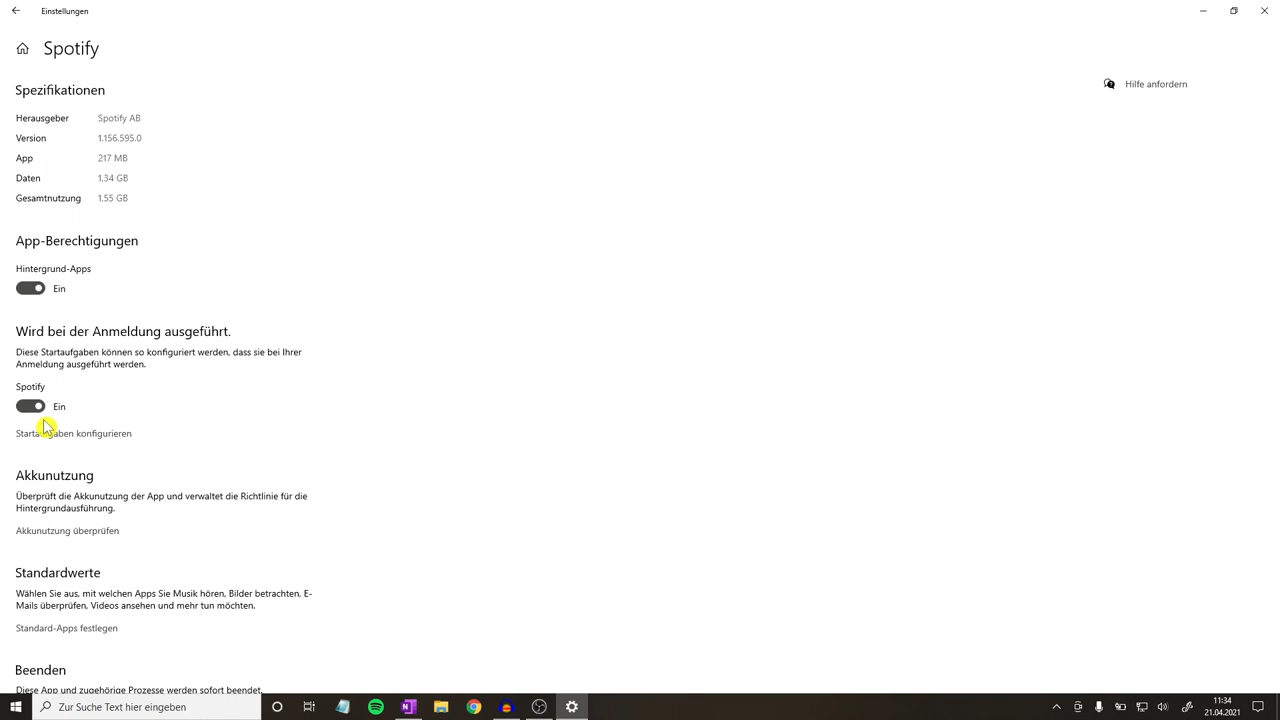 Einstellungen
Spotify
Hilfe anfordern
Spezifikationen
Herausgeber Spotify AB
Version 1.156.595.0
App 217 MB
Daten 1,34 GB
Gesamtnutzung 1,55 GB
App-Berechtigungen
Hintergrund-Apps
Ein
Wird bei der Anmeldung ausgeführt.
Diese Startaufgaben können so konfiguriert werden, dass sie bei Ihrer
Anmeldung ausgeführt werden.
Spotify
Ein
Startaufgaben konfigurieren
Akkunutzung
Überprüft die Akkunutzung der App und verwaltet die Richtlinie für die
Hintergrundausführung.
Akkunutzung überprüfen
Standardwerte
Wählen Sie aus, mit welchen Apps Sie Musik hören, Bilder betrachten, E-
Mails überprüfen, Videos ansehen und mehr tun möchten.
Standard-Apps festlegen
Beenden
Diese App und zugehörige Prozesse werden sofort beendet.
Zur Suche Text hier eingeben
11:34
21.04.2021